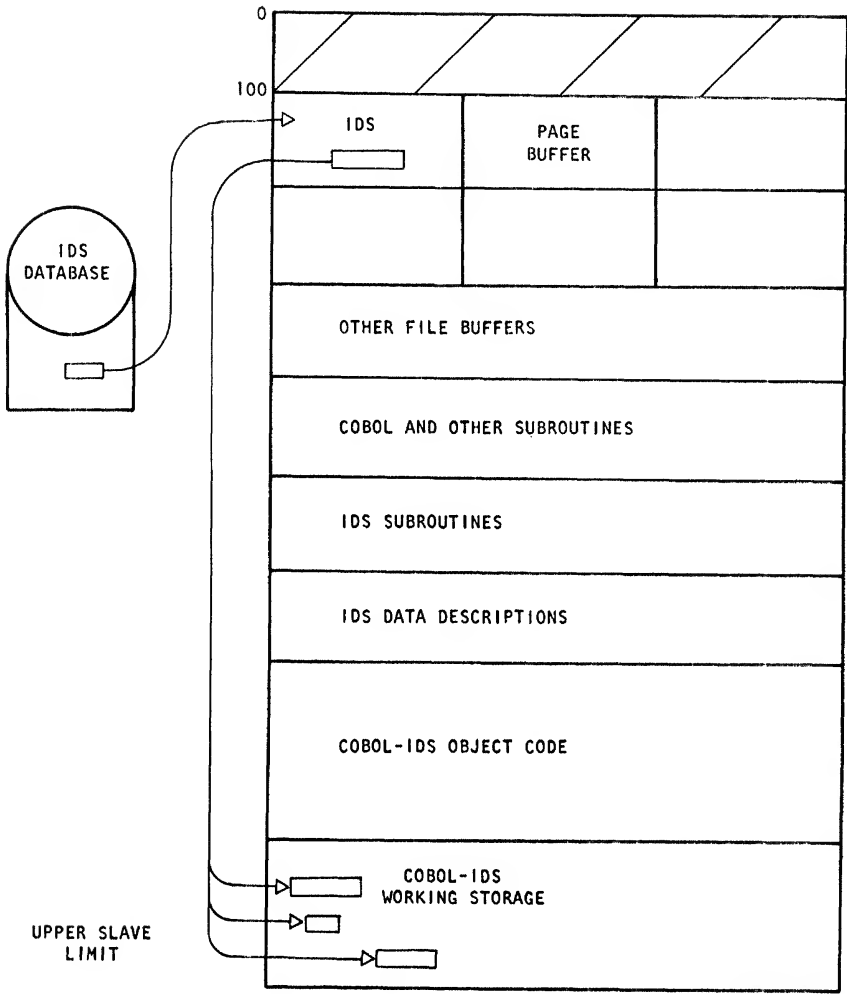 0
100
IDS
PAGE
BUFFER
IDS
DATABASE
OTHER FILE BUFFERS
COBOL AND OTHER SUBROUTINES
IDS SUBROUTINES
IDS DATA DESCRIPTIONS
COBOL-IDS OBJECT CODE
COBOL-IDS
WORKING STORAGE
UPPER SLAVE
LIMIT